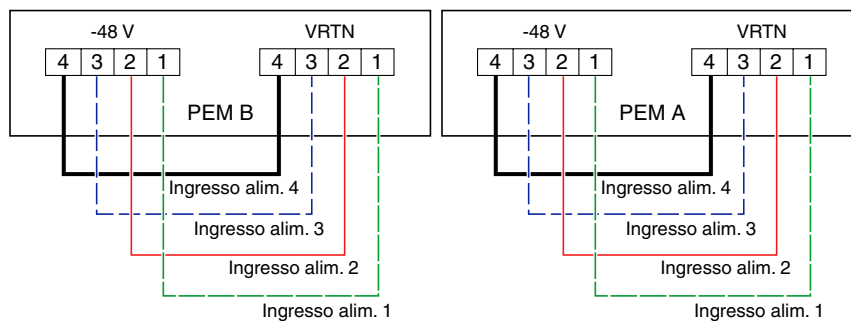 -48 V VRTN
4 3 2 1 4 3 2 1
PEM B
Ingresso alim. 4
Ingresso alim. 3
Ingresso alim. 2
Ingresso alim. 1
-48 V VRTN
4 3 2 1 4 3 2 1
PEM A
Ingresso alim. 4
Ingresso alim. 3
Ingresso alim. 2
Ingresso alim. 1